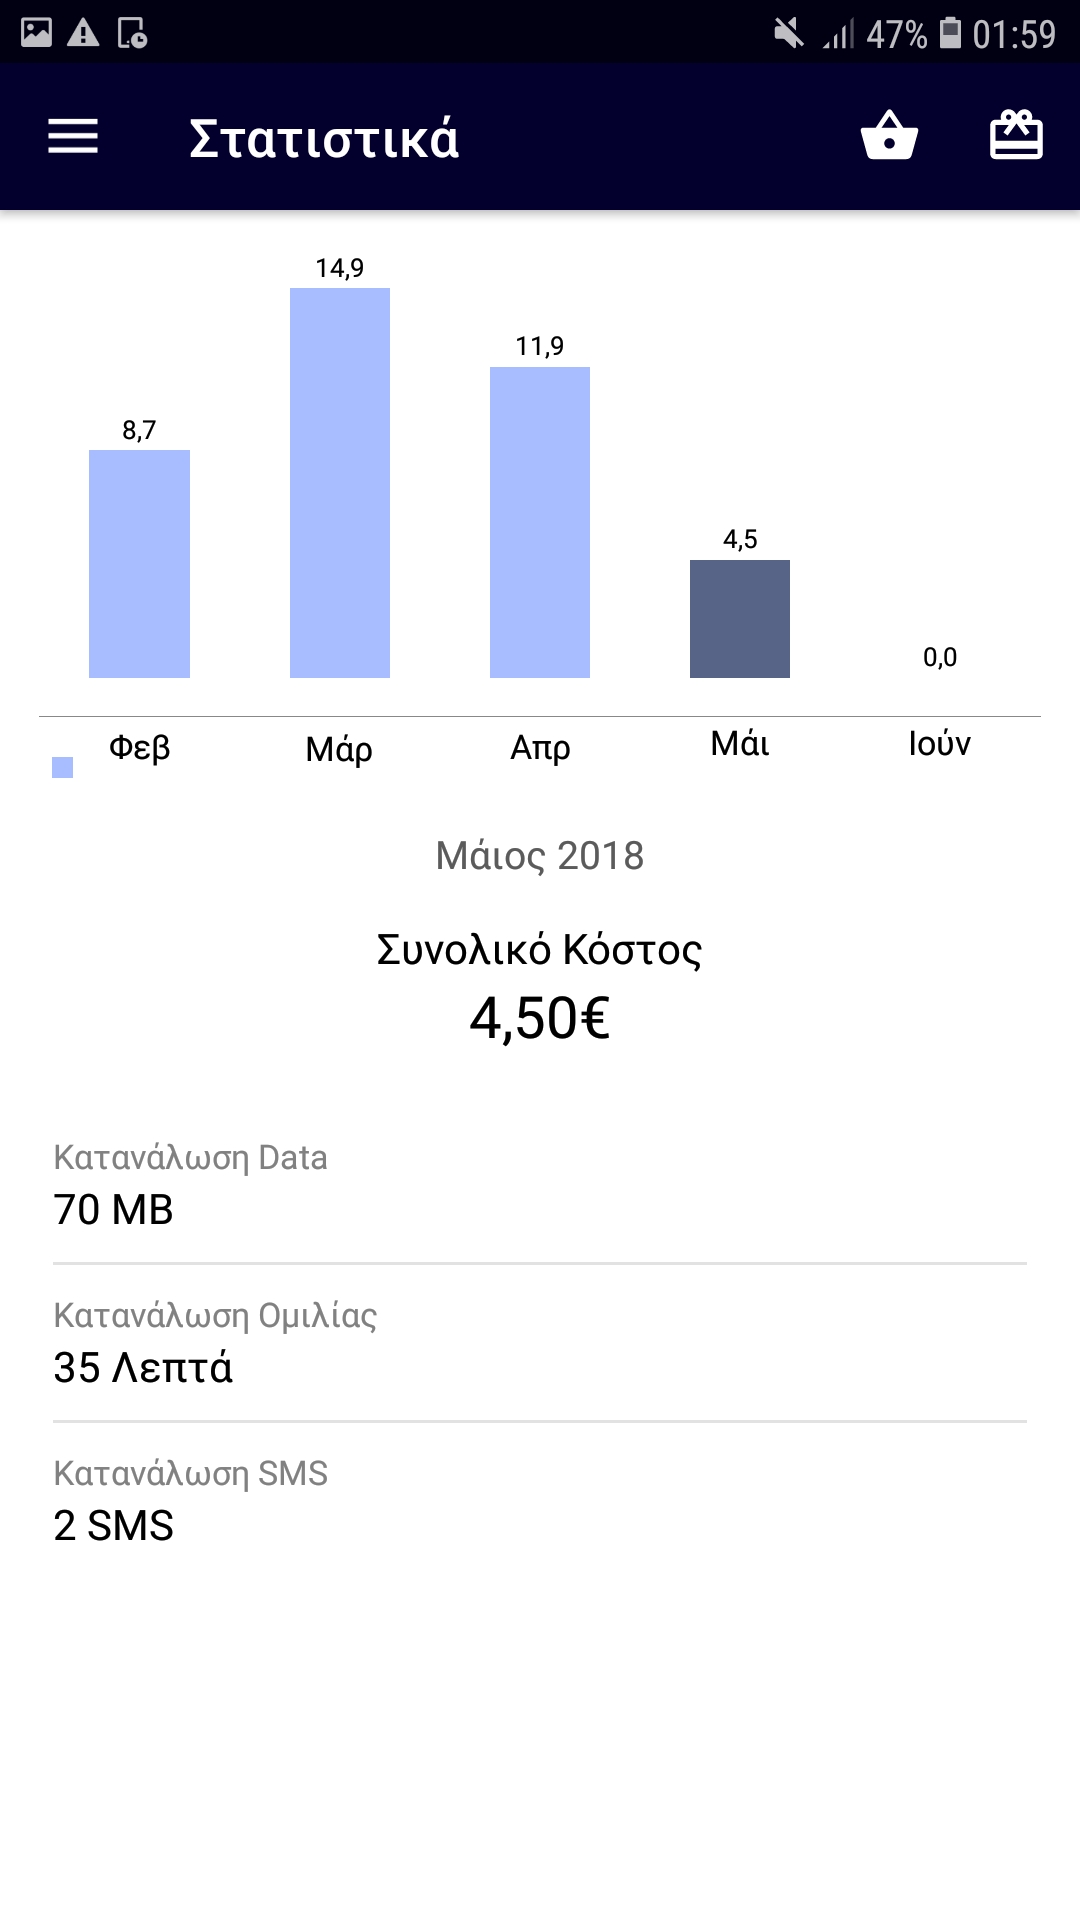 47% 01:59
Στατιστικά
14,9
11,9
8,7
4,5
0,0
Φεβ Μάρ Απρ Μάι Ιούν
Μάιος 2018
Συνολικό Κόστος
4,50€
Κατανάλωση Data
70 MB
Κατανάλωση Ομιλίας
35 Λεπτά
Κατανάλωση SMS
2 SMS